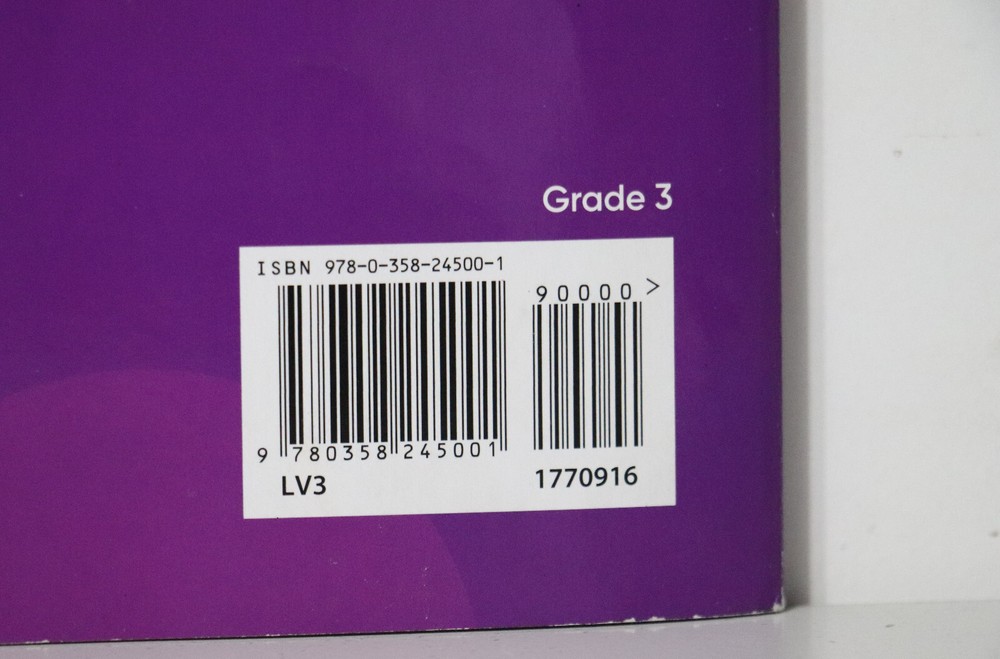 Grade 3
ISBN 978-0-358-24500-1
90000>
9 780358 245001
LV3
1770916